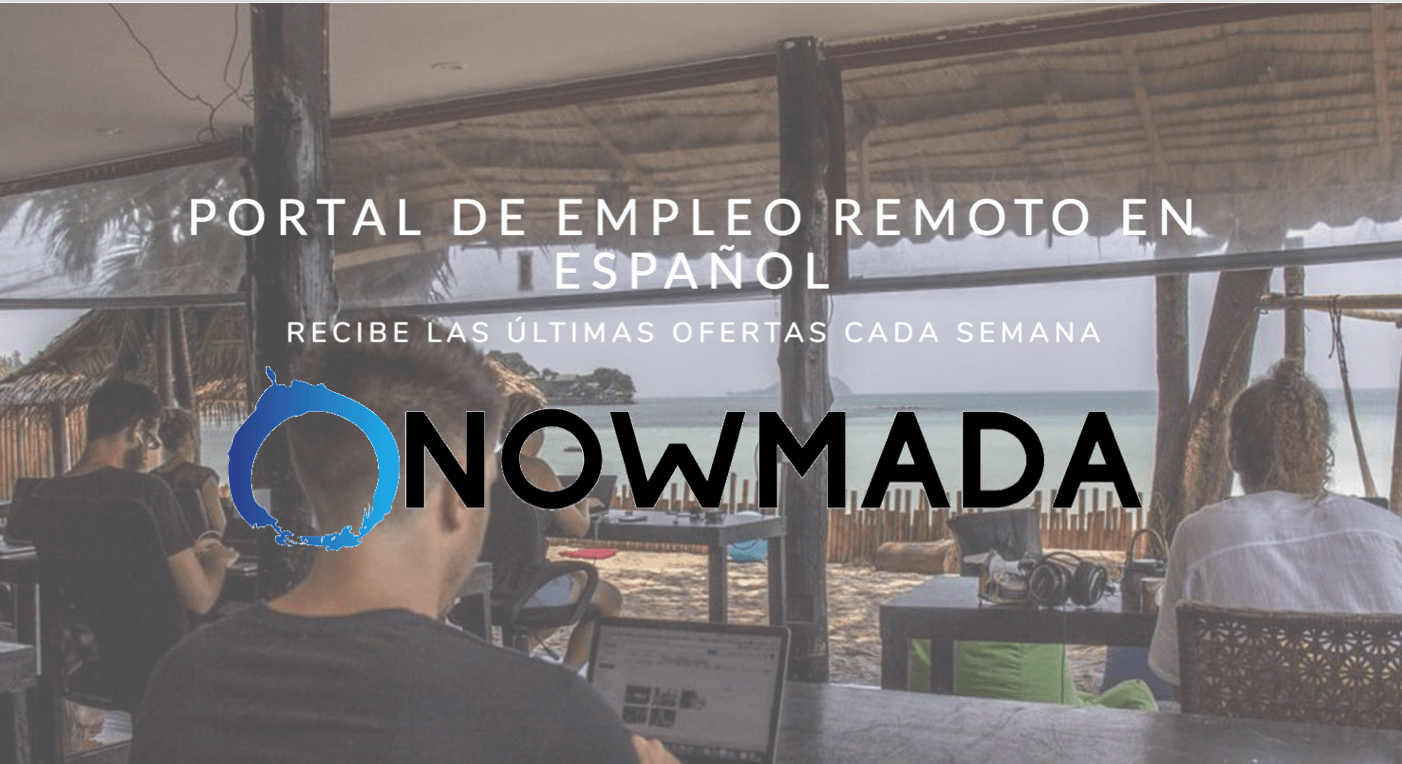 PORTAL DE EMPLEO REMOTO EN
ESPAÑOL
RECIBE LAS ÚLTIMAS OFERTAS CADA SEMANA
NOWMADA